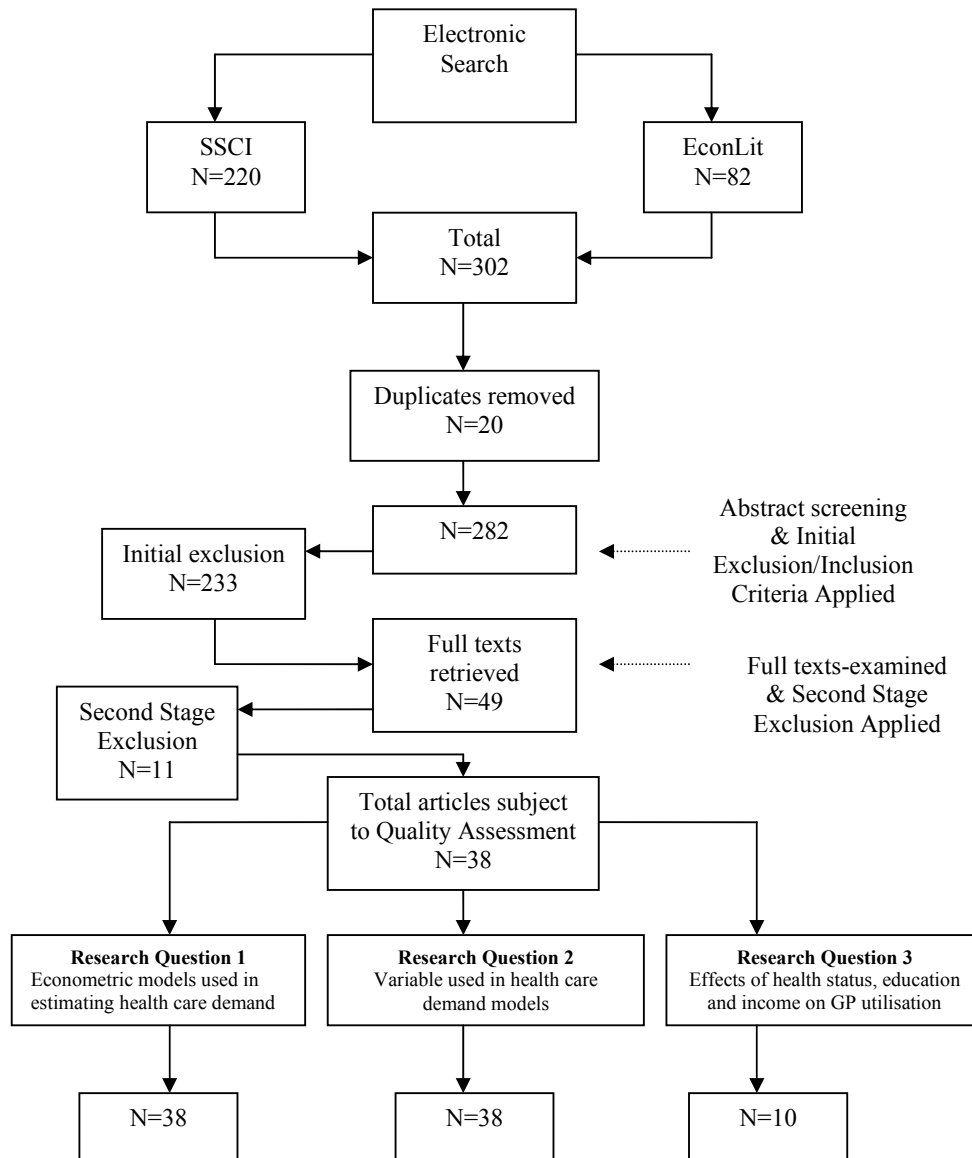 Electronic
Search
SSCI
N=220
EconLit
N=82
Total
N=302
Duplicates removed
N=20
N=282
Abstract screening
& Initial
Exclusion/Inclusion
Criteria Applied
Initial exclusion
N=233
Full texts
retrieved
N=49
Full texts-examined
& Second Stage
Exclusion Applied
Second Stage
Exclusion
N=11
Total articles subject
to Quality Assessment
N=38
Research Question 1
Econometric models used in
estimating health care demand
Research Question 2
Variable used in health care
demand models
Research Question 3
Effects of health status, education
and income on GP utilisation
N=38
N=38
N=10